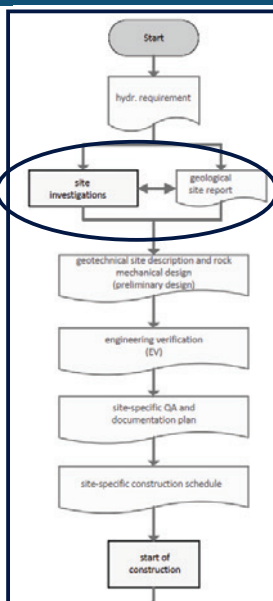 Start
hydr. requirement
site
investigations
geological
site report
geotechnical site description and rock
mechanical design
(preliminary design)
engineering verification
(EV)
site-specific QA and
documentation plan
site-specific construction schedule
start of
construction